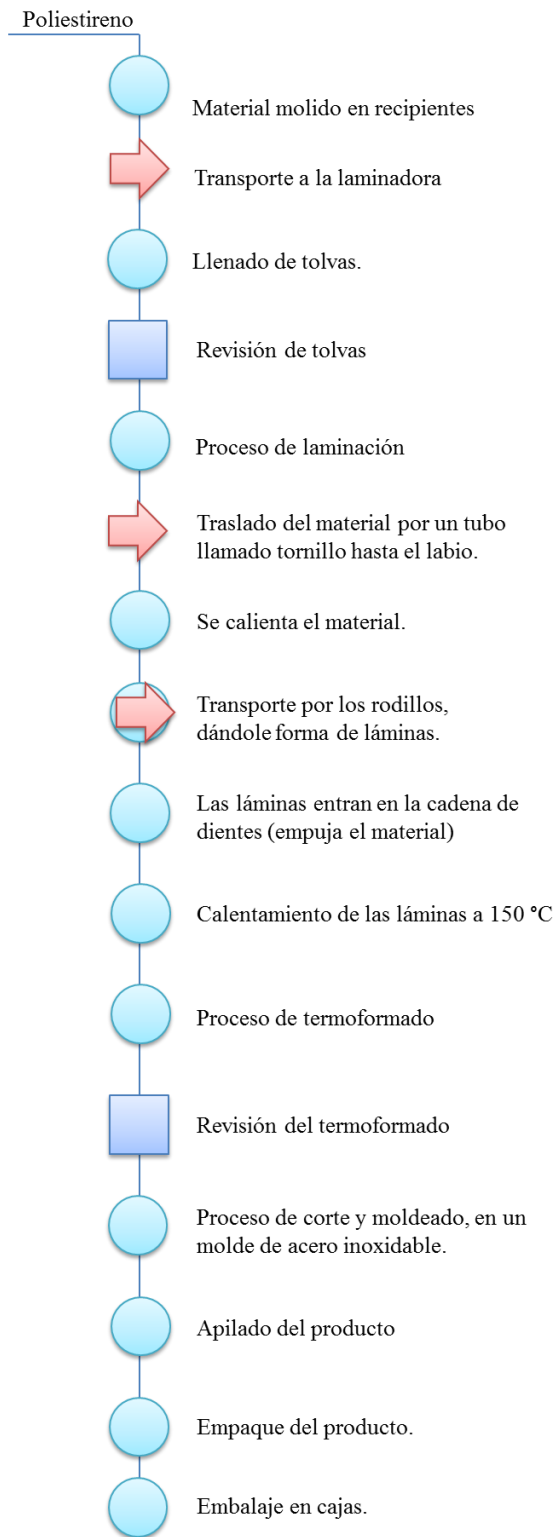 Poliestireno
Material molido en recipientes
Transporte a la laminadora
Llenado de tolvas.
Revisión de tolvas
Proceso de laminación
Traslado del material por un tubo
llamado tornillo hasta el labio.
Se calienta el material.
Transporte por los rodillos,
dándole forma de láminas.
Las láminas entran en la cadena de
dientes (empuja el material)
Calentamiento de las láminas a 150 °C
Proceso de termoformado
Revisión del termoformado
Proceso de corte y moldeado, en un
molde de acero inoxidable.
Apilado del producto
Empaque del producto.
Embalaje en cajas.